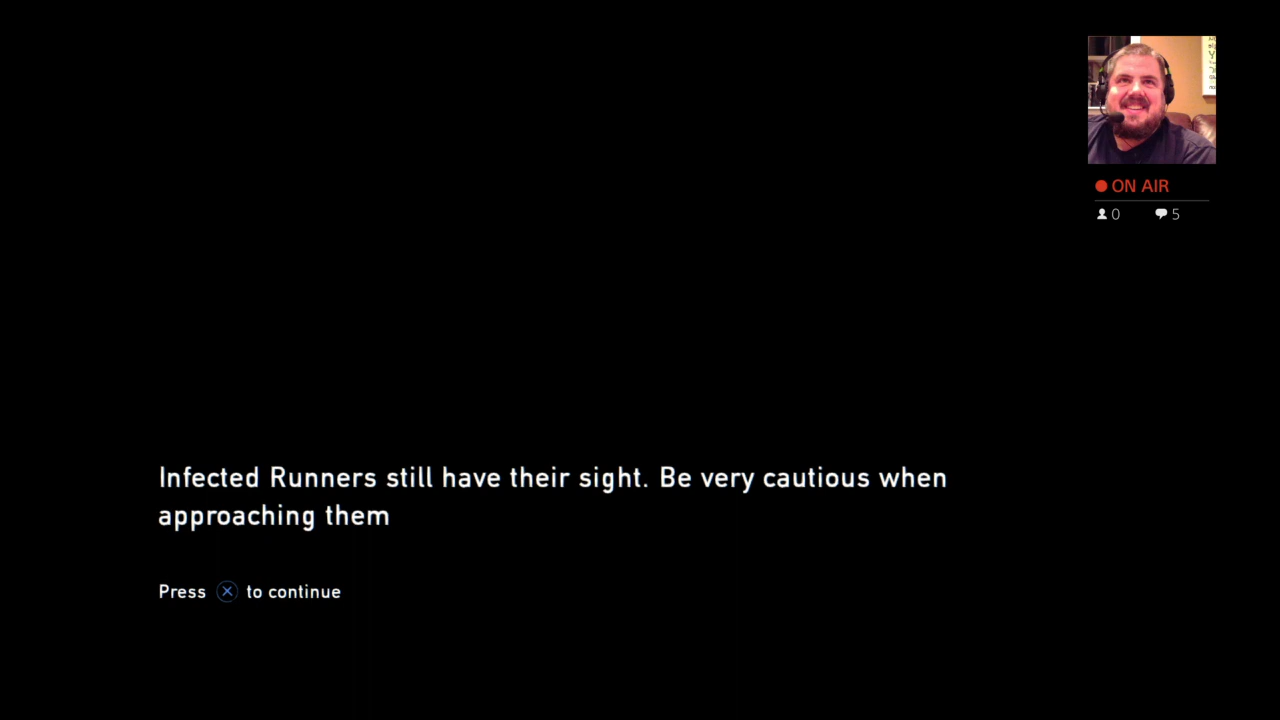 ON AIR
0 5
Infected Runners still have their sight. Be very cautious when
approaching them
Press to continue